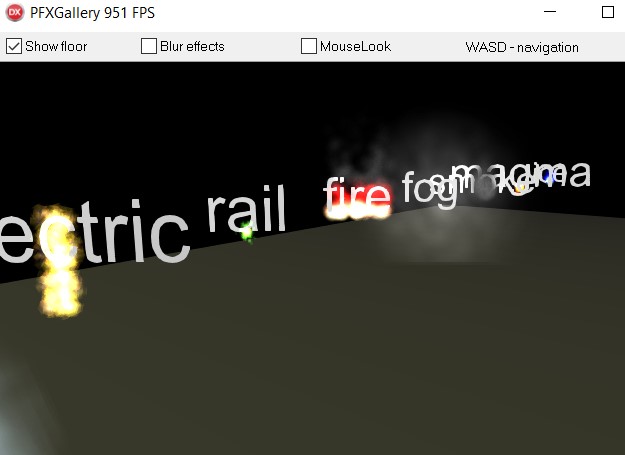 DX PFXGallery 951 FPS
Show floor Blur effects MouseLook WASD - navigation
ectric rail fire fog smoke magma